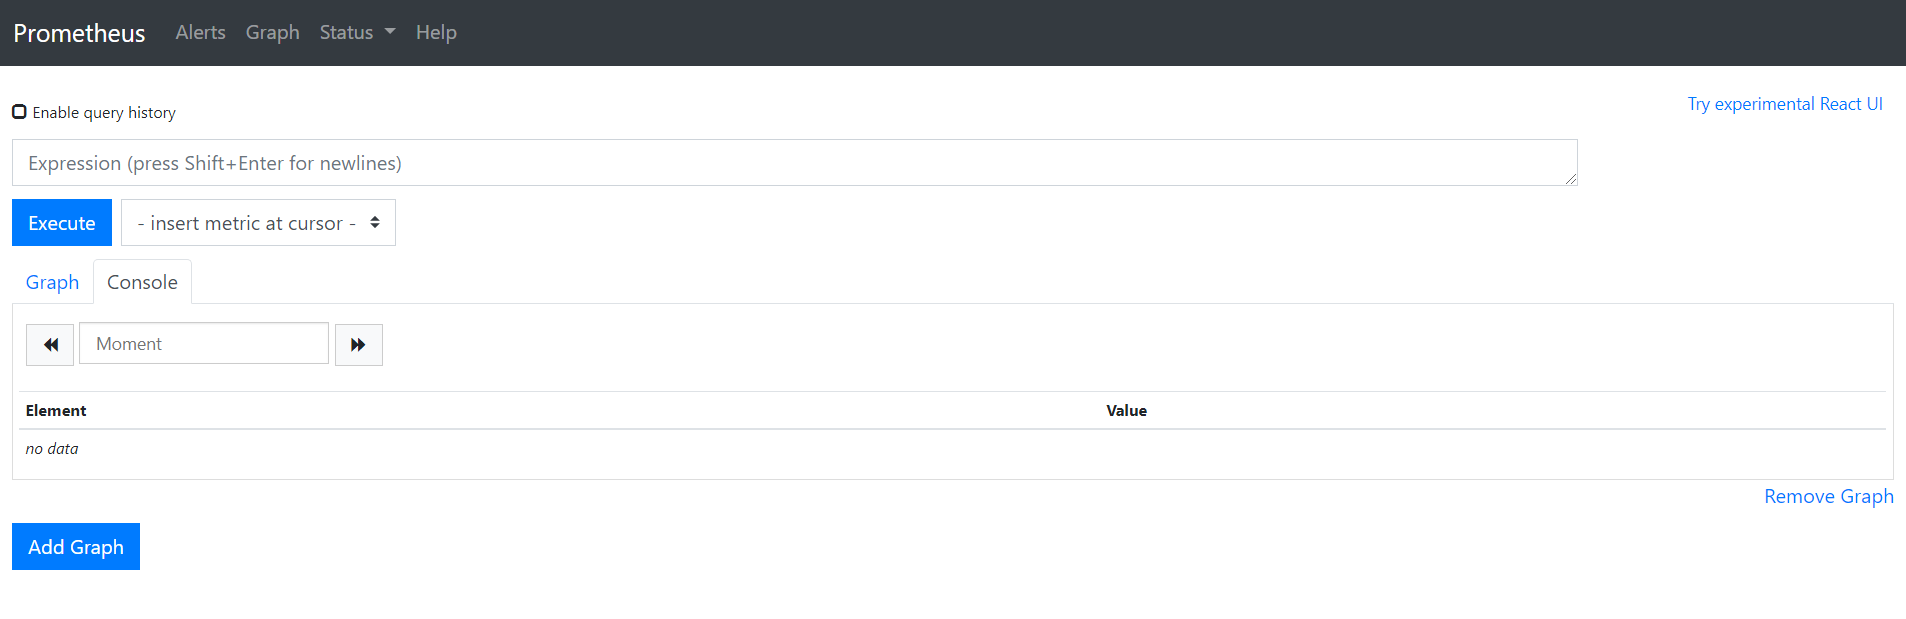 Prometheus Alerts Graph Status Help
Enable query history
Try experimental React UI
Expression (press Shift+Enter for newlines)
Execute - insert metric at cursor -
Graph Console
Moment
Element Value
no data
Remove Graph
Add Graph